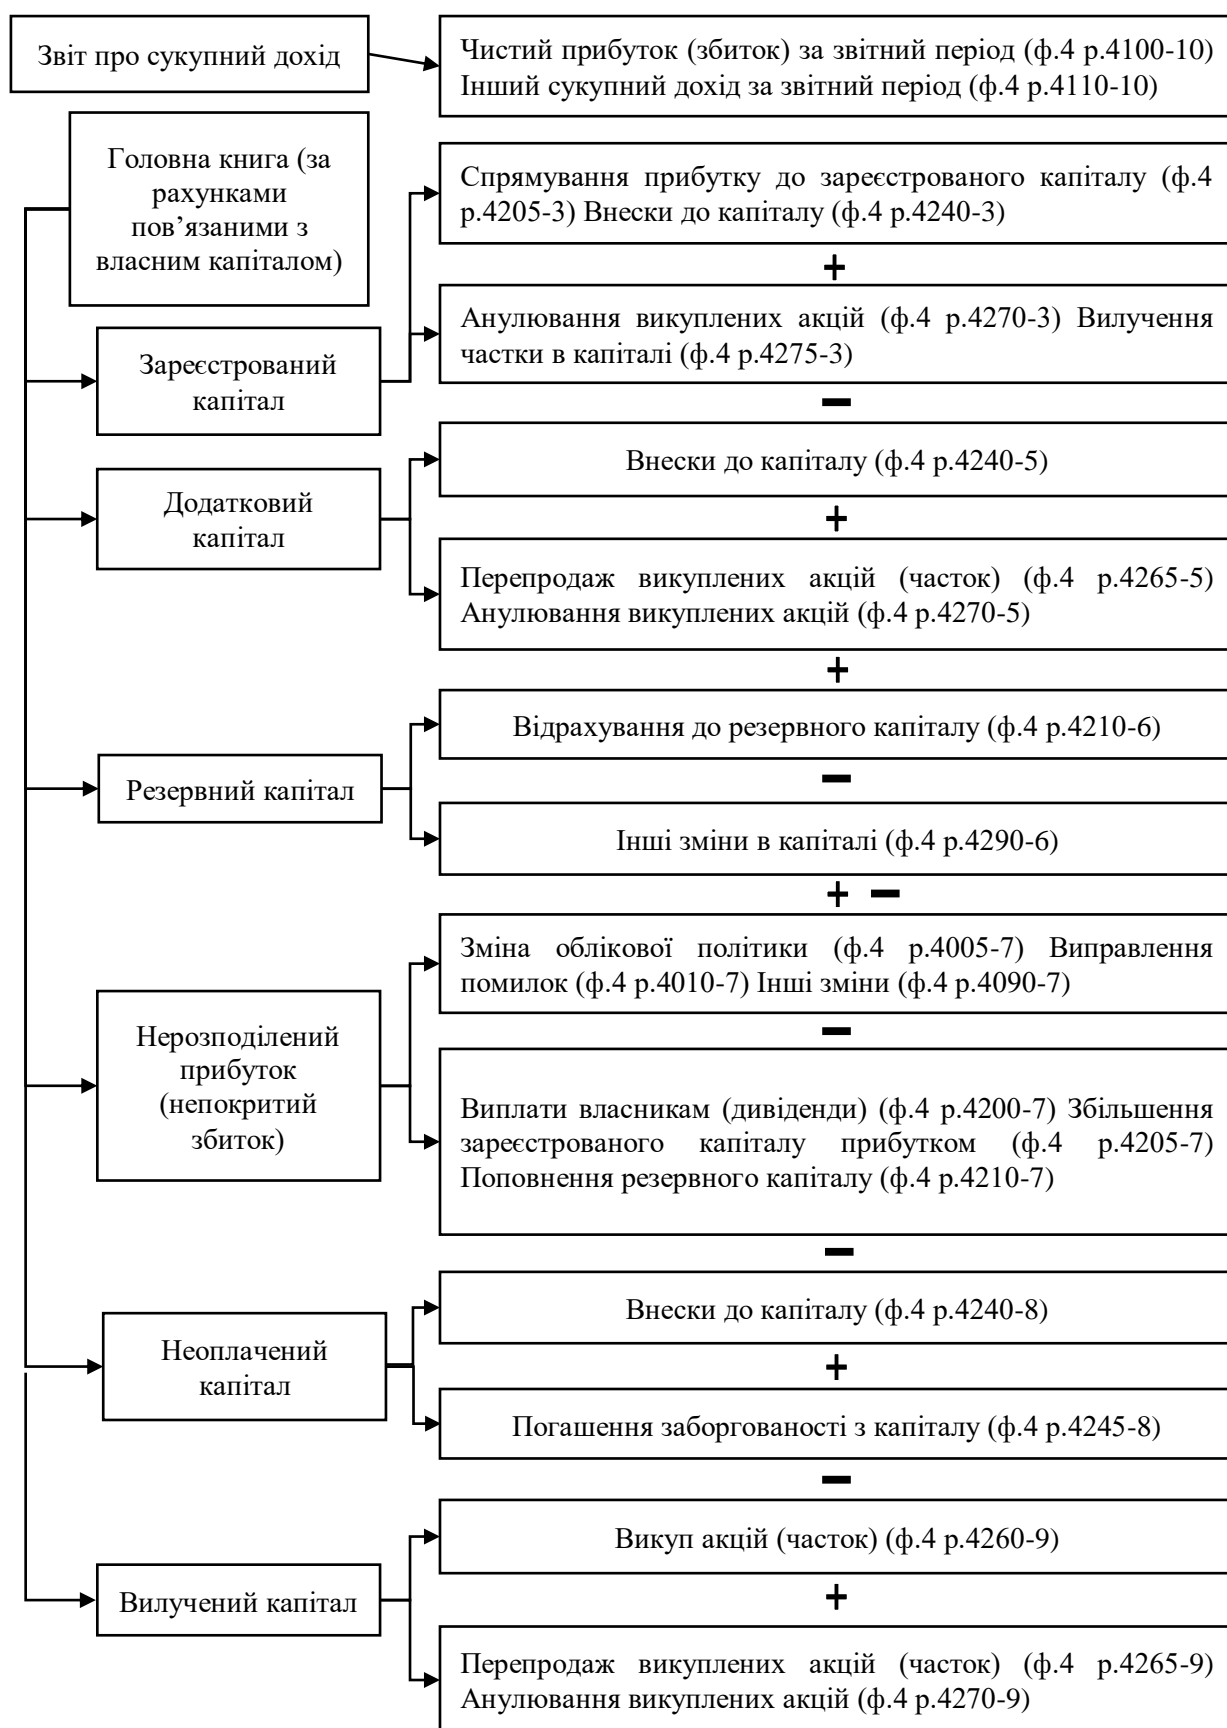 Звіт про сукупний дохід
Чистий прибуток (збиток) за звітний період (ф.4 р.4100-10)
Інший сукупний дохід за звітний період (ф.4 р.4110-10)
Головна книга (за
рахунками
пов’язаними з
власним капіталом)
Спрямування прибутку до зареєстрованого капіталу (ф.4
р.4205-3) Внески до капіталу (ф.4 р.4240-3)
+
Анулювання викуплених акцій (ф.4 р.4270-3) Вилучення
частки в капіталі (ф.4 р.4275-3)
Зареєстрований
капітал
−
Внески до капіталу (ф.4 р.4240-5)
Додатковий
капітал
+
Перепродаж викуплених акцій (часток) (ф.4 р.4265-5)
Анулювання викуплених акцій (ф.4 р.4270-5)
+
Відрахування до резервного капіталу (ф.4 р.4210-6)
−
Резервний капітал
Інші зміни в капіталі (ф.4 р.4290-6)
+ −
Зміна облікової політики (ф.4 р.4005-7) Виправлення
помилок (ф.4 р.4010-7) Інші зміни (ф.4 р.4090-7)
−
Нерозподілений
прибуток
(непокритий
збиток)
Виплати власникам (дивіденди) (ф.4 р.4200-7) Збільшення
зареєстрованого капіталу прибутком (ф.4 р.4205-7)
Поповнення резервного капіталу (ф.4 р.4210-7)
−
Внески до капіталу (ф.4 р.4240-8)
Неоплачений
капітал
+
Погашення заборгованості з капіталу (ф.4 р.4245-8)
−
Викуп акцій (часток) (ф.4 р.4260-9)
Вилучений капітал
+
Перепродаж викуплених акцій (часток) (ф.4 р.4265-9)
Анулювання викуплених акцій (ф.4 р.4270-9)